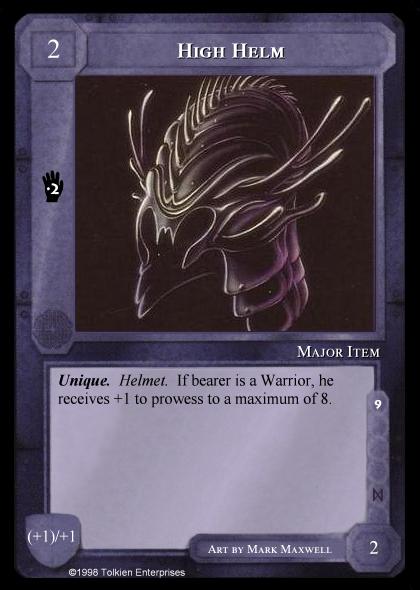 2
HIGH HELM
·2
MAJOR ITEM
Unique. Helmet. If bearer is a Warrior, he
receives +1 to prowess to a maximum of 8.
9
(+1)/+1
ART BY MARK MAXWELL
2
©1998 Tolkien Enterprises